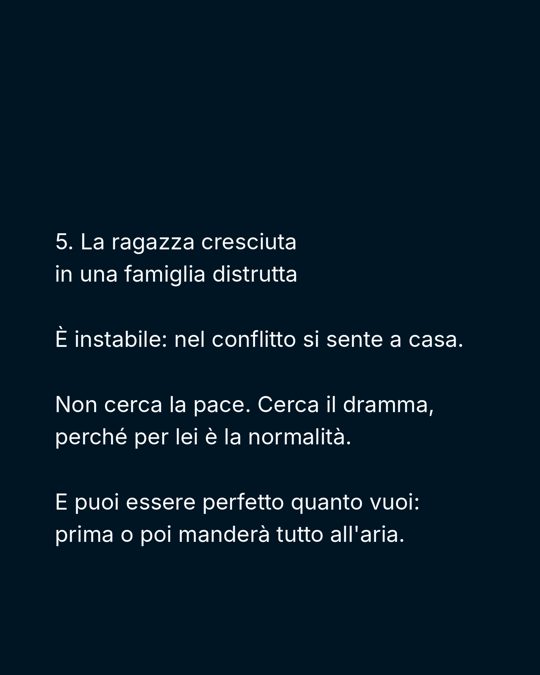 5. La ragazza cresciuta
in una famiglia distrutta
È instabile: nel conflitto si sente a casa.
Non cerca la pace. Cerca il dramma,
perché per lei è la normalità.
E puoi essere perfetto quanto vuoi:
prima o poi manderà tutto all'aria.